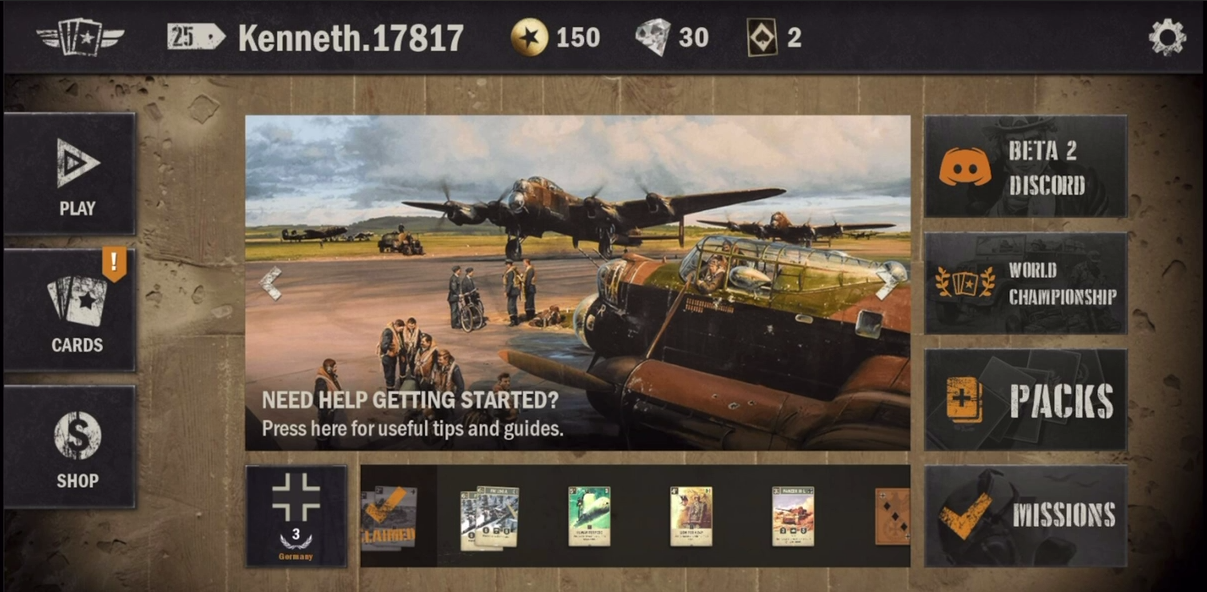 25 Kenneth.17817 150 30 2
PLAY
CARDS
SHOP
NEED HELP GETTING STARTED?
Press here for useful tips and guides.
3
Germany
BETA 2
DISCORD
WORLD
CHAMPIONSHIP
PACKS
MISSIONS